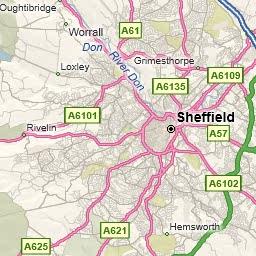 Oughtibridge
A61
Worrall
Don
River Don
Grimesthorpe
Loxley
A6109
A6135
A6101
Sheffield
Rivelin
A57
A6102
Hemsworth
A621
A625